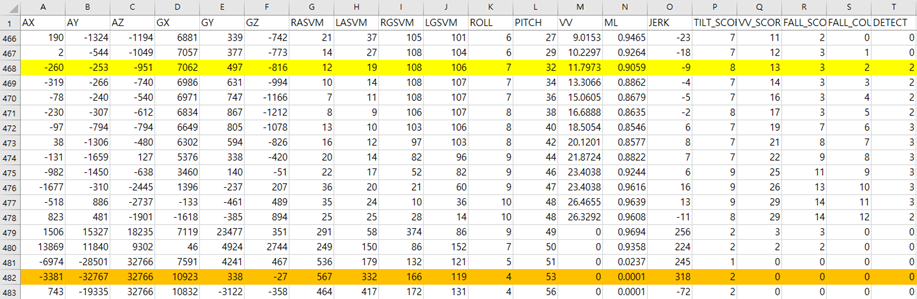 A B C D E F G H I J K L M N O P Q R S T
1 AX AY AZ GX GY GZ RASVM LASVM RGSVM LGSVM ROLL PITCH VV ML JERK TILT_SCOI VV_SCOR FALL_SCO FALL_COU DETECT
466 190 -1324 -1194 6881 339 -742 21 37 105 101 6 27 9.0153 0.9465 -23 7 11 2 0 0
467 2 -544 -1049 7057 377 -773 14 27 108 104 6 29 10.2297 0.9264 -18 7 12 3 1 0
468 -260 -253 -951 7062 497 -816 12 19 108 106 7 32 11.7973 0.9059 -9 8 13 3 2 2
469 -319 -266 -740 6986 631 -994 10 14 108 107 7 34 13.3066 0.8862 -4 7 14 3 3 2
470 -78 -240 -540 6971 747 -1166 7 11 108 107 7 36 15.0605 0.8679 -5 7 16 3 4 2
471 -230 -307 -612 6834 867 -1212 8 9 106 107 8 38 16.6888 0.8635 -2 8 17 3 5 2
472 -97 -794 -794 6649 805 -1078 13 10 103 106 8 40 18.5054 0.8546 6 7 19 7 6 3
473 38 -1306 -480 6302 594 -826 16 12 97 103 8 42 20.1201 0.8577 8 7 21 8 7 3
474 -131 -1659 127 5376 338 -420 20 14 82 96 9 44 21.8724 0.8822 7 7 22 9 8 3
475 -982 -1450 -638 3460 140 -51 22 17 52 82 9 46 23.4038 0.9244 6 9 25 11 9 3
476 -1677 -310 -2445 1396 -237 207 36 20 21 60 9 47 23.4038 0.9616 16 9 26 13 10 3
477 -518 886 -2737 -133 -461 489 35 24 10 36 10 48 26.4655 0.9639 13 9 29 14 11 3
478 823 481 -1901 -1618 -385 894 25 25 28 14 10 48 26.3292 0.9608 -11 8 29 14 12 2
479 1506 15327 18235 7119 23477 351 291 58 374 86 9 49 0 0.9694 256 2 3 3 0 0
480 13869 11840 9302 46 4924 2744 249 150 86 152 7 50 0 0.9358 224 2 2 2 0 0
481 -6974 -28501 32766 7591 4241 467 536 179 132 121 5 51 0 0.0237 245 1 0 0 0 0
482 -3381 -32767 32766 10923 338 -27 567 332 166 119 4 53 0 0.0001 318 2 0 0 0 0
483 743 -19335 32766 10832 -3122 -358 464 417 172 131 4 56 0 0.0001 -72 2 0 0 0 0